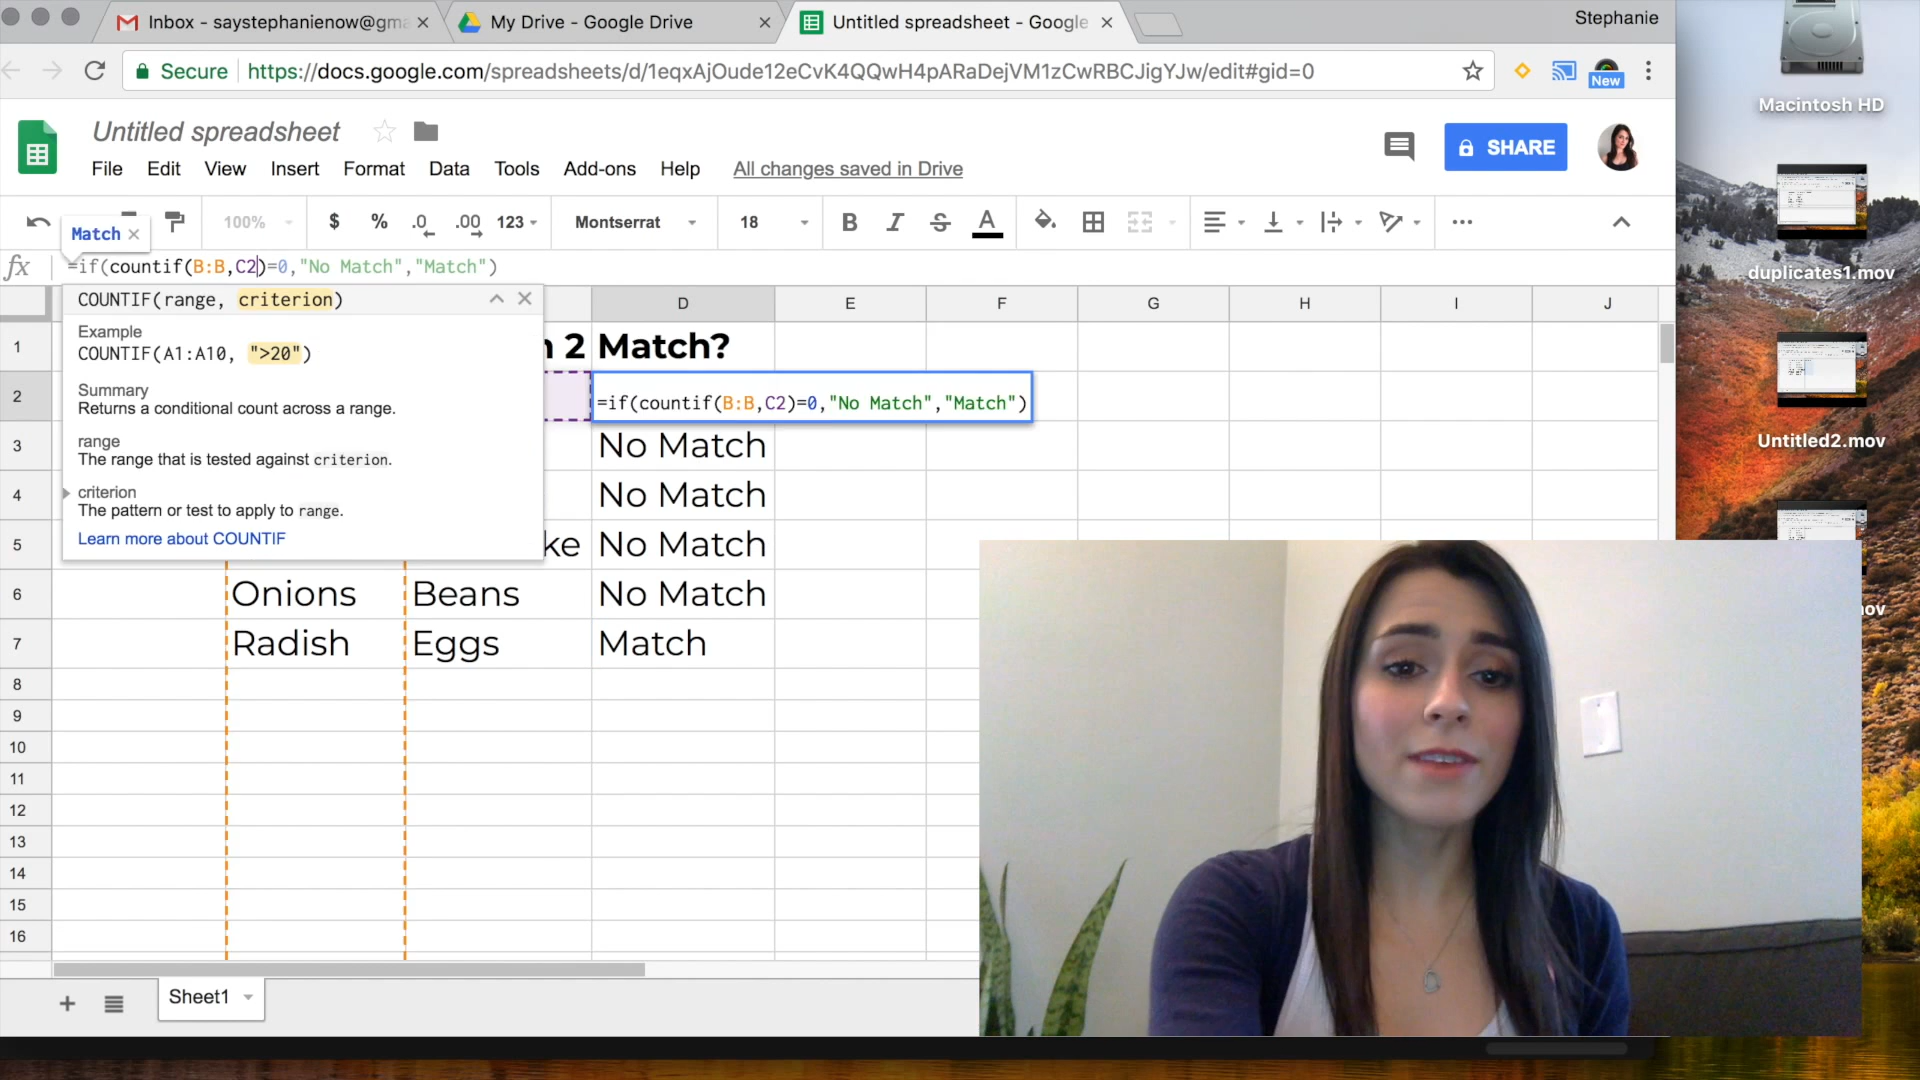 Inbox - saystephanienow@gma
My Drive - Google Drive
Untitled spreadsheet - Google
Stephanie
Secure
https://docs.google.com/spreadsheets/d/1eqxAjOude12eCvK4QQwH4pARaDejVM1zCwRBCJigYJw/edit#gid=0
New
Macintosh HD
Untitled spreadsheet
File Edit View Insert Format Data Tools Add-ons Help All changes saved in Drive
SHARE
100% $ % .0 .00 123 Montserrat 18 B I S A
Match
duplicates1.mov
fx =if(countif(B:B,C2)=0,"No Match","Match")
COUNTIF(range, criterion)
Example
COUNTIF(A1:A10, ">20")
Summary
Returns a conditional count across a range.
range
The range that is tested against criterion.
criterion
The pattern or test to apply to range.
Learn more about COUNTIF
D E F G H I J
1 n 2 Match?
2 =if(countif(B:B,C2)=0,"No Match","Match")
3 No Match
Untitled2.mov
4 No Match
5 ke No Match
6 Onions Beans No Match
7 Radish Eggs Match
ov
8
9
10
11
12
13
14
15
16
Sheet1